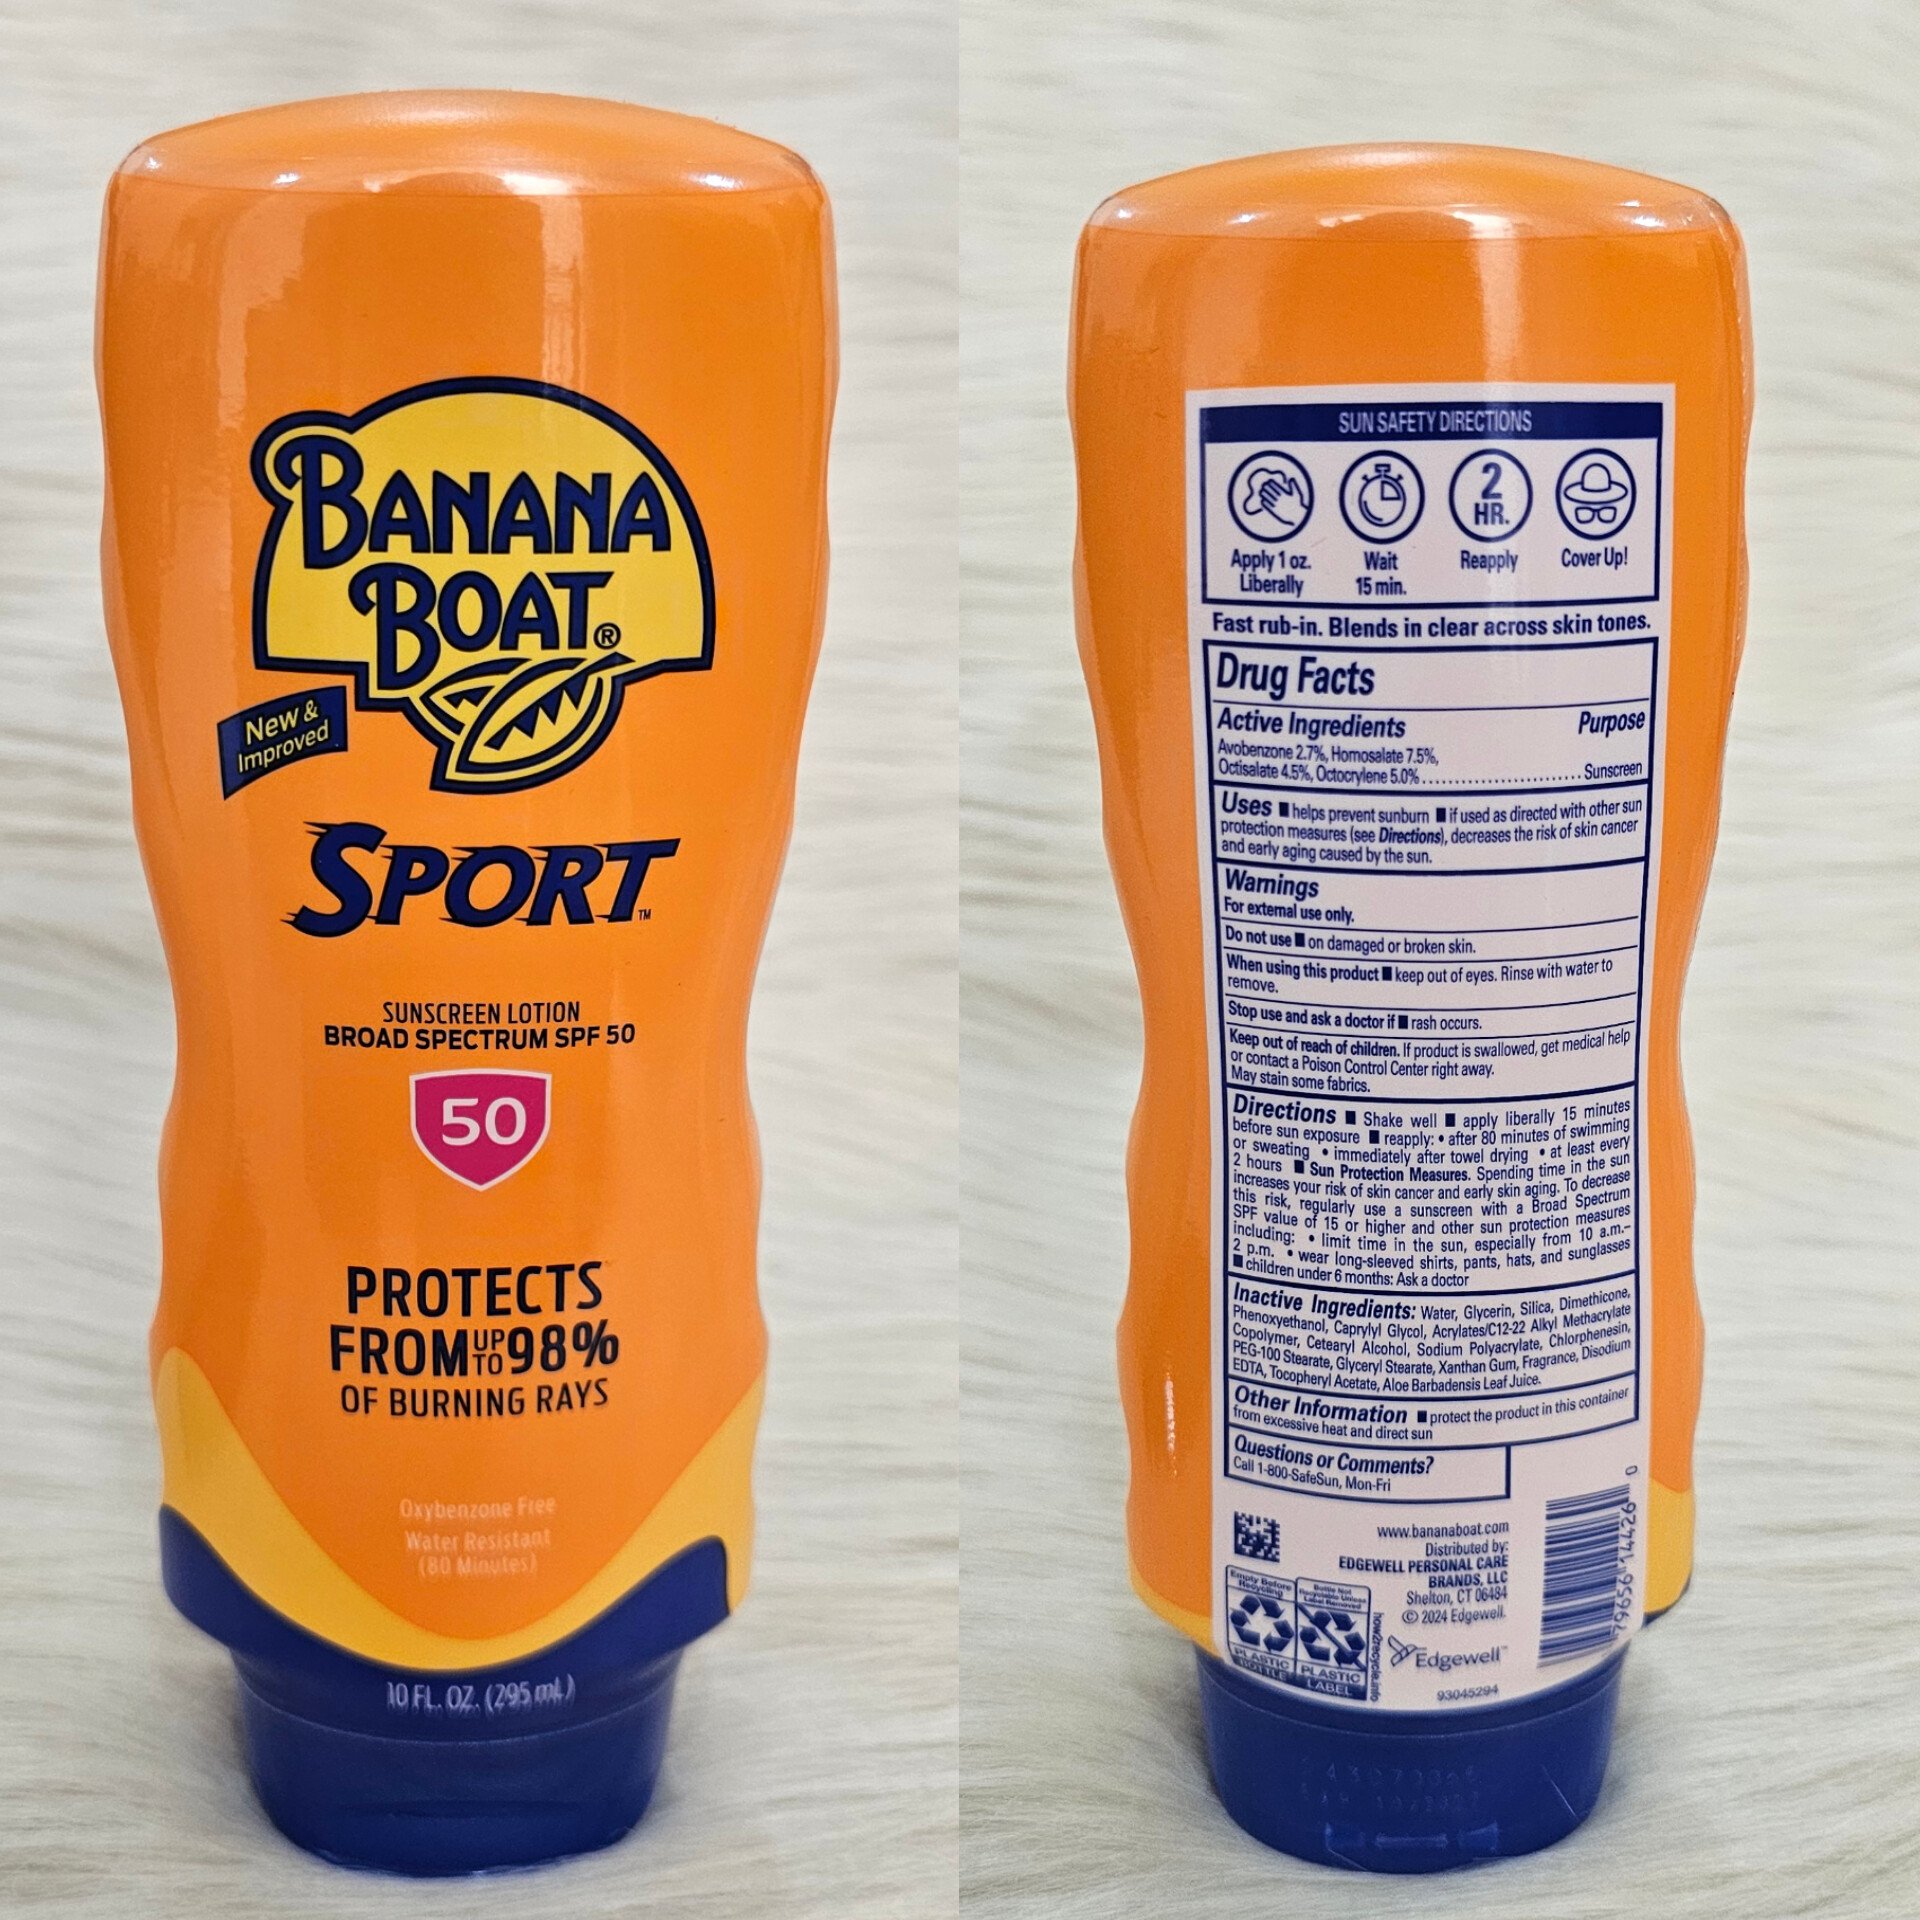 BANANA
BOAT®
New &
Improved
SPORT™
SUNSCREEN LOTION
BROAD SPECTRUM SPF 50
50
PROTECTS
FROM UP TO 98%
OF BURNING RAYS
Oxybenzone Free
Water Resistant
(80 Minutes)
10 FL. OZ. (295 mL)
SUN SAFETY DIRECTIONS
2
HR.
Apply 1 oz.
Liberally
Wait
15 min.
Reapply
Cover Up!
Fast rub-in. Blends in clear across skin tones.
Drug Facts
Active Ingredients Purpose
Avobenzone 2.7%, Homosalate 7.5%,
Octisalate 4.5%, Octocrylene 5.0%.........................Sunscreen
Uses ■ helps prevent sunburn ■ if used as directed with other sun
protection measures (see Directions), decreases the risk of skin cancer
and early aging caused by the sun.
Warnings
For external use only.
Do not use ■ on damaged or broken skin.
When using this product ■ keep out of eyes. Rinse with water to
remove.
Stop use and ask a doctor if ■ rash occurs.
Keep out of reach of children. If product is swallowed, get medical help
or contact a Poison Control Center right away.
May stain some fabrics.
Directions ■ Shake well ■ apply liberally 15 minutes
before sun exposure ■ reapply: • after 80 minutes of swimming
or sweating • immediately after towel drying • at least every
2 hours ■ Sun Protection Measures. Spending time in the sun
increases your risk of skin cancer and early skin aging. To decrease
this risk, regularly use a sunscreen with a Broad Spectrum
SPF value of 15 or higher and other sun protection measures
including: • limit time in the sun, especially from 10 a.m.–
2 p.m. • wear long-sleeved shirts, pants, hats, and sunglasses
■ children under 6 months: Ask a doctor
Inactive Ingredients: Water, Glycerin, Silica, Dimethicone,
Phenoxyethanol, Caprylyl Glycol, Acrylates/C12-22 Alkyl Methacrylate
Copolymer, Cetearyl Alcohol, Sodium Polyacrylate, Chlorphenesin,
PEG-100 Stearate, Glyceryl Stearate, Xanthan Gum, Fragrance, Disodium
EDTA, Tocopheryl Acetate, Aloe Barbadensis Leaf Juice.
Other Information ■ protect the product in this container
from excessive heat and direct sun
Questions or Comments?
Call 1-800-SafeSun, Mon-Fri
www.bananaboat.com
Distributed by:
EDGEWELL PERSONAL CARE
BRANDS, LLC
Shelton, CT 06484
© 2024 Edgewell.
Edgewell™
93045294
Empty Before
Recycling
PLASTIC
BOTTLE
Bottle Not
Recyclable Unless
Label Removed
PLASTIC
LABEL
how2recycle.info
79656 14426 0